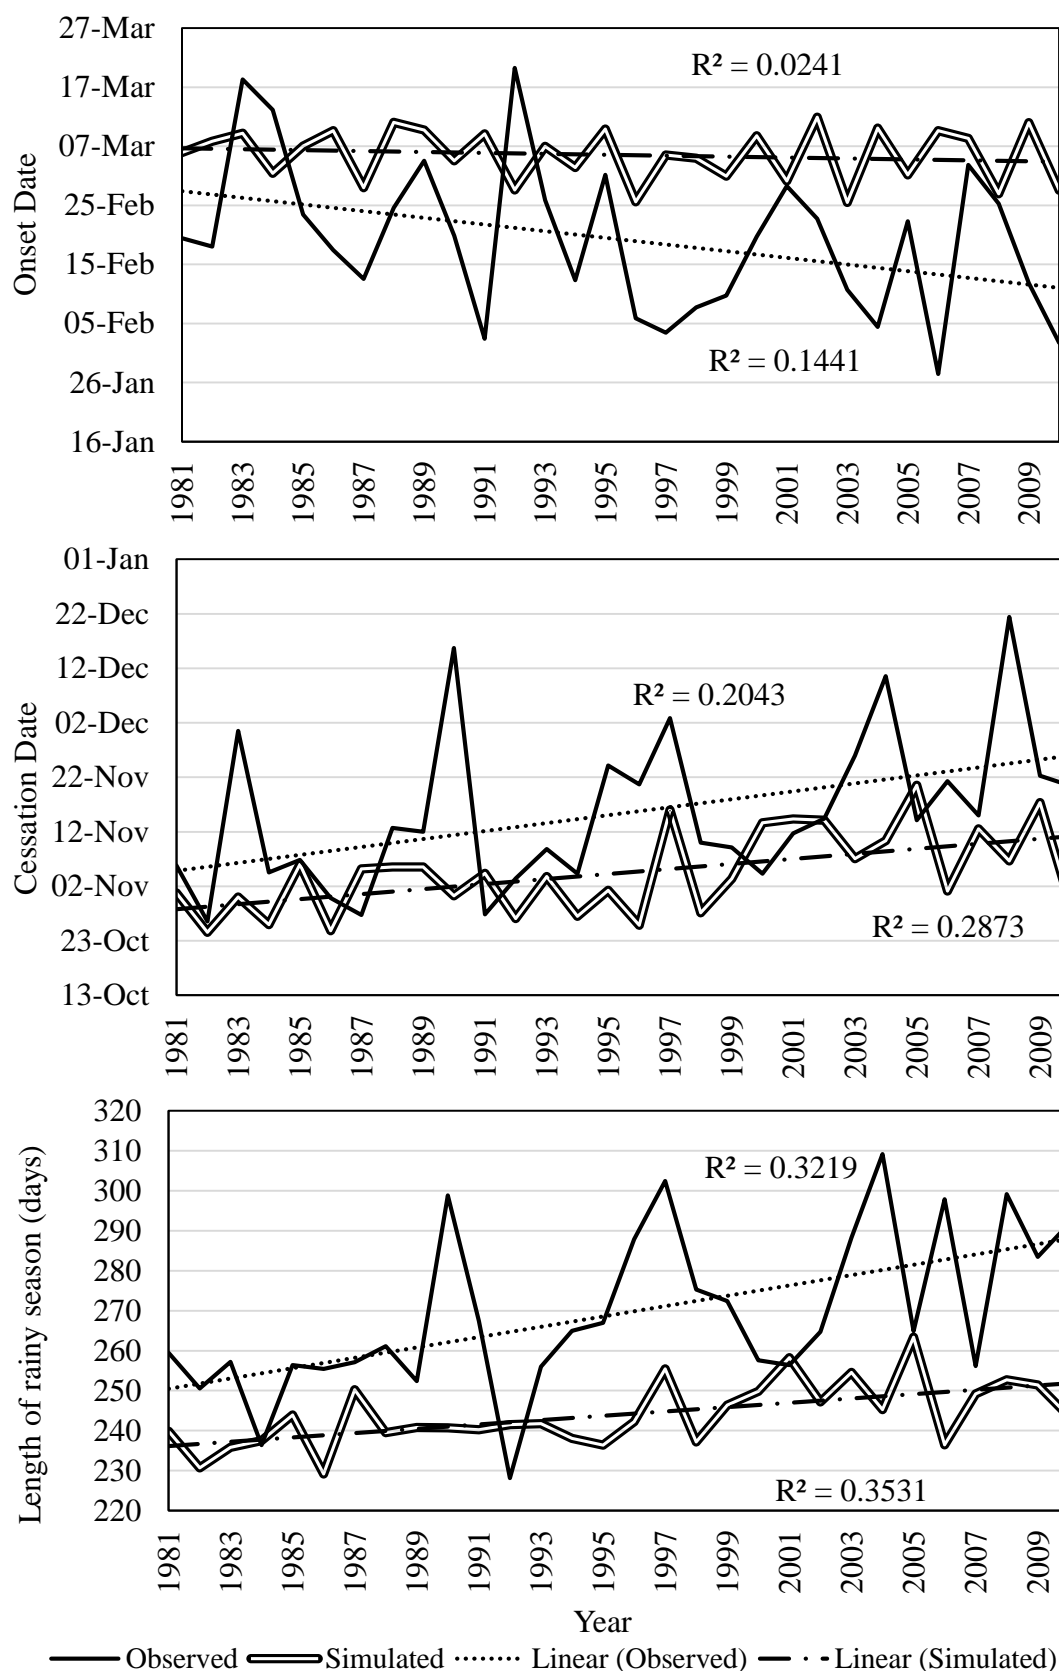 27-Mar
17-Mar
07-Mar
25-Feb
15-Feb
05-Feb
26-Jan
16-Jan
Onset Date
R² = 0.0241
R² = 0.1441
1981 1983 1985 1987 1989 1991 1993 1995 1997 1999 2001 2003 2005 2007 2009
01-Jan
22-Dec
12-Dec
02-Dec
22-Nov
12-Nov
02-Nov
23-Oct
13-Oct
Cessation Date
R² = 0.2043
R² = 0.2873
1981 1983 1985 1987 1989 1991 1993 1995 1997 1999 2001 2003 2005 2007 2009
320
310
300
290
280
270
260
250
240
230
220
Length of rainy season (days)
R² = 0.3219
R² = 0.3531
1981 1983 1985 1987 1989 1991 1993 1995 1997 1999 2001 2003 2005 2007 2009
Year
Observed Simulated Linear (Observed) Linear (Simulated)